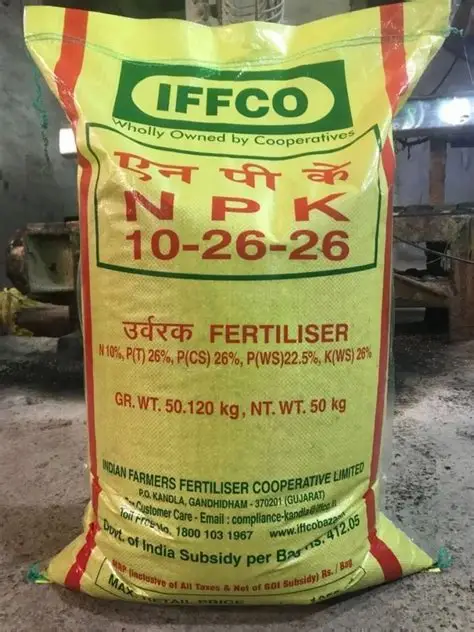 IFFCO
Wholly Owned by Cooperatives
एन पी के
N P K
10-26-26
उर्वरक FERTILISER
N 10%, P(T) 26%, P(CS) 26%, P(WS)22.5%, K(WS) 26%
GR. WT. 50.120 kg, NT. WT. 50 kg
INDIAN FARMERS FERTILISER COOPERATIVE LIMITED
P.O. KANDLA, GANDHIDHAM - 370201 (GUJARAT)
Customer Care - Email : compliance-kandla@iffco.in
Toll Free No. 1800 103 1967 www.iffcobazar
Govt. of India Subsidy per Bag Rs. 412.05
MRP (Inclusive of All Taxes & Net of GOI Subsidy) Rs. / Bag
MAX. RETAIL PRICE